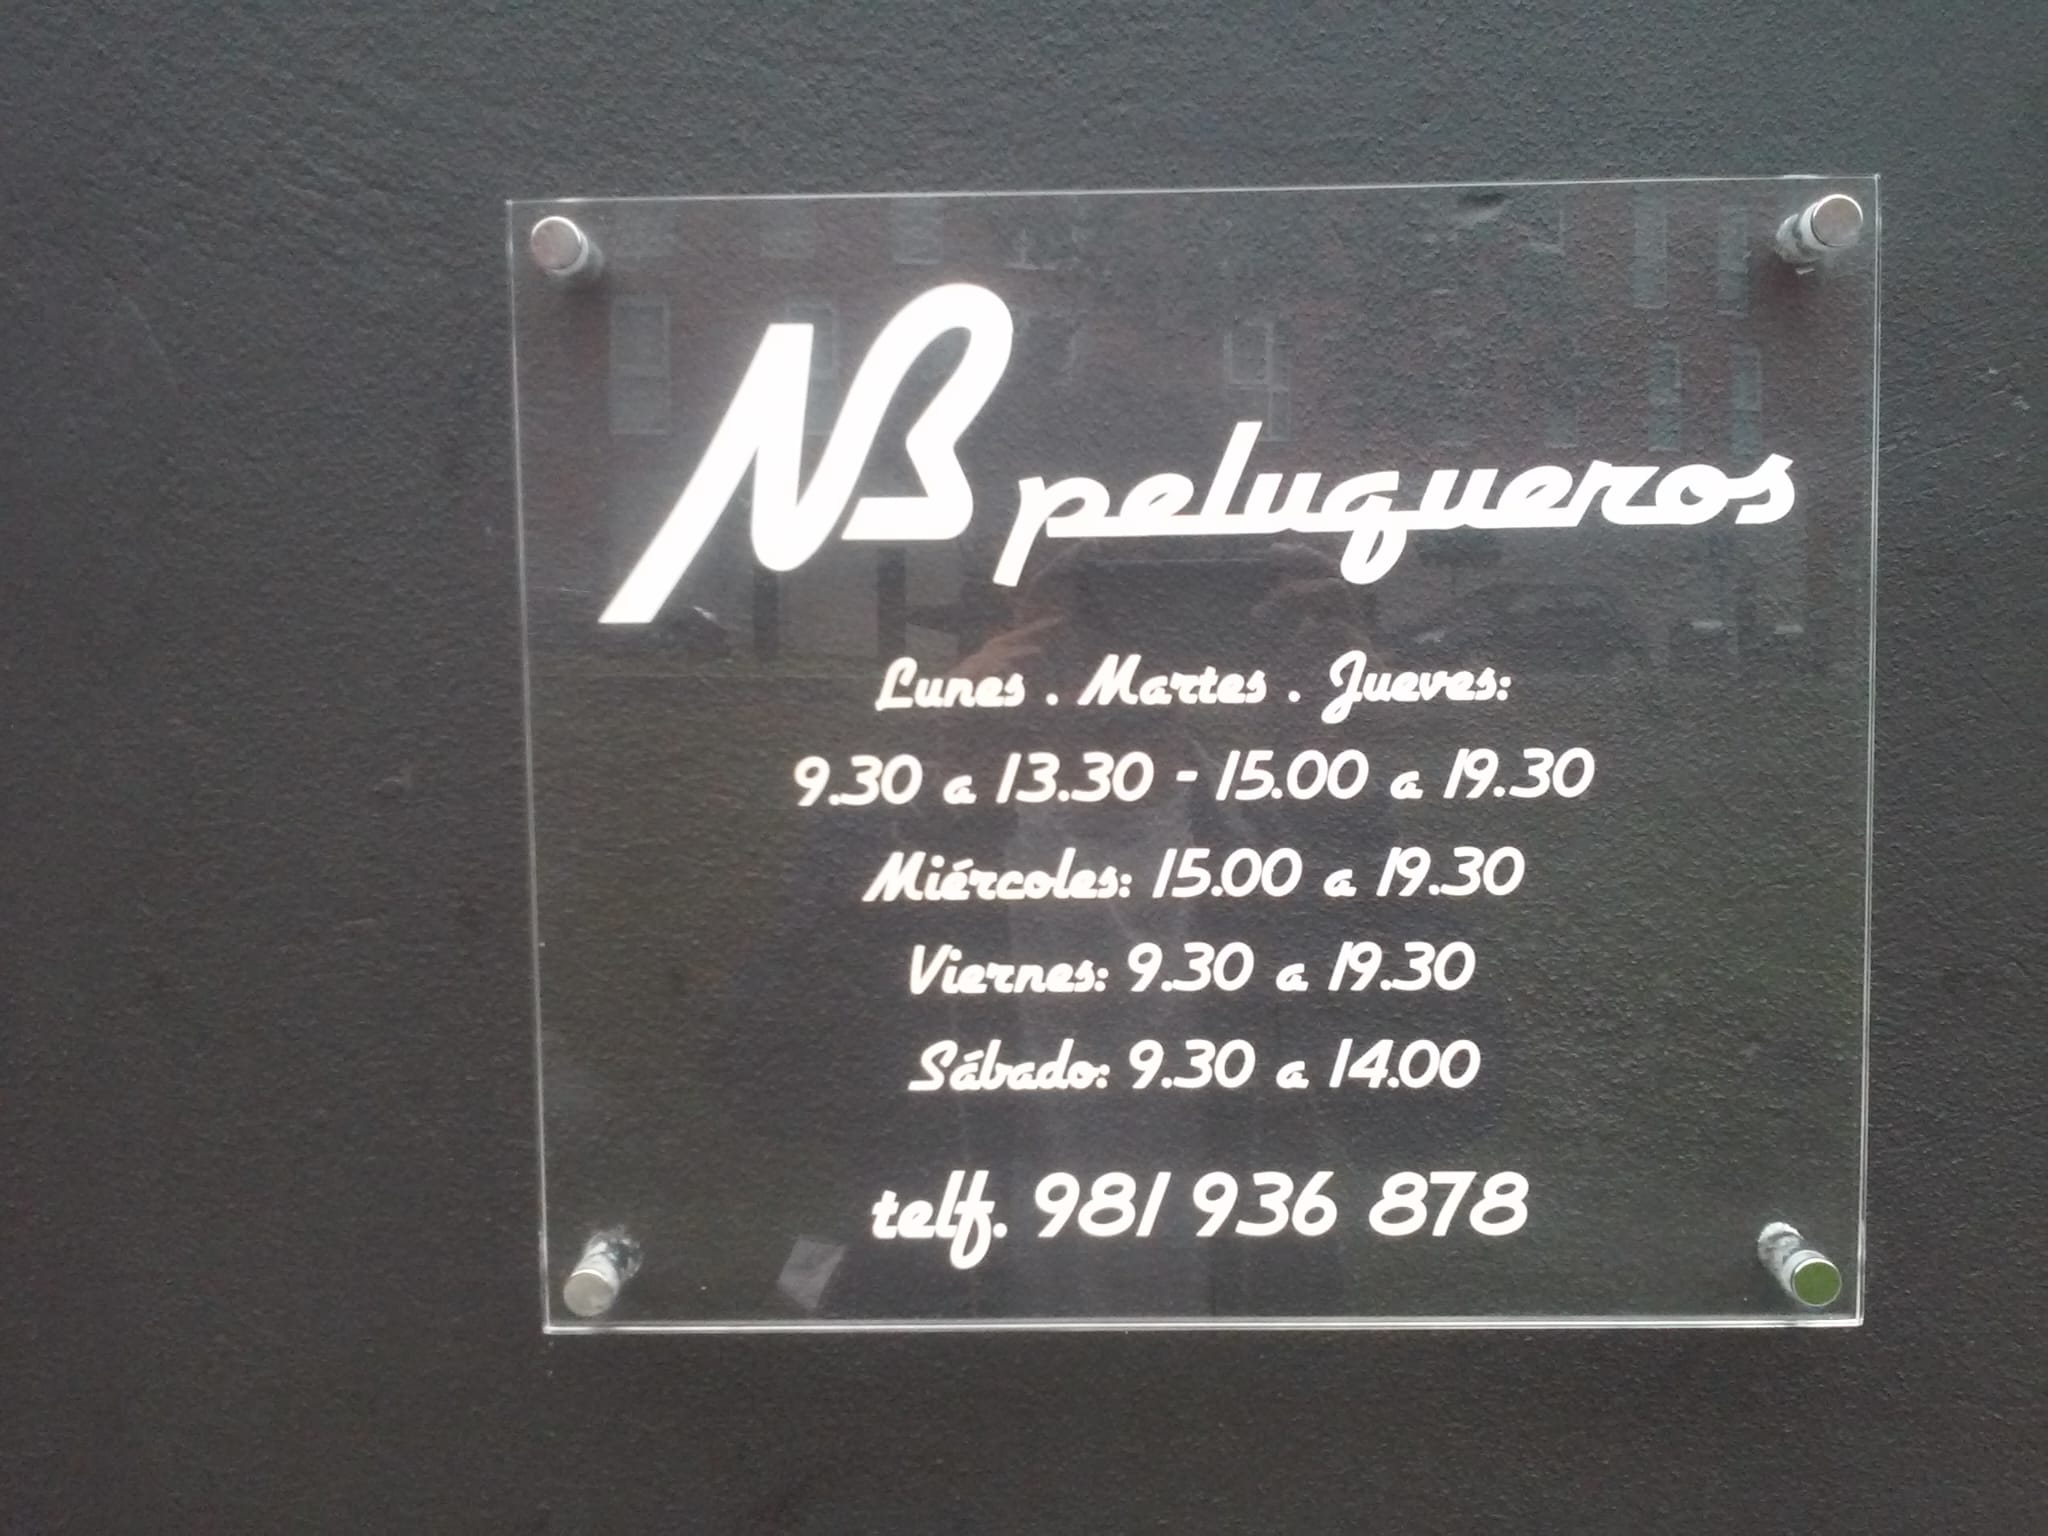 NB peluqueros
Lunes . Martes . Jueves:
9.30 a 13.30 - 15.00 a 19.30
Miércoles: 15.00 a 19.30
Viernes: 9.30 a 19.30
Sábado: 9.30 a 14.00
telf. 981 936 878